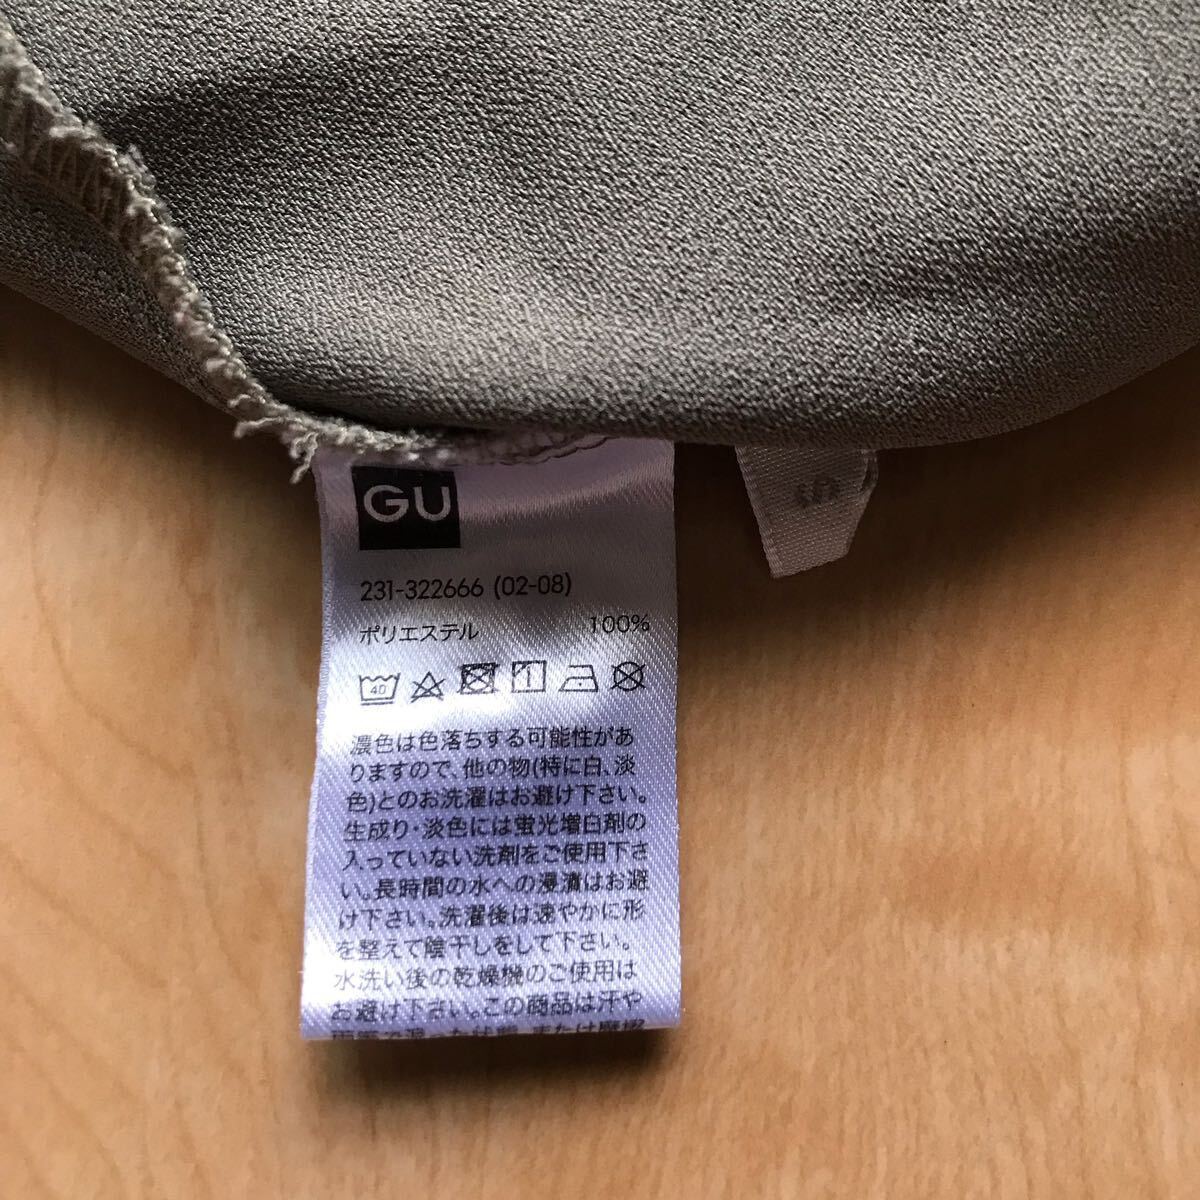 GU
231-322666 (02-08)
ポリエステル 100%
40 1
濃色は色落ちする可能性があ
りますので、他の物(特に白、淡
色)とのお洗濯はお避け下さい。
生成り・淡色には蛍光増白剤の
入っていない洗剤をご使用下さ
い。長時間の水への浸漬はお避
け下さい。洗濯後は速やかに形
を整えて陰干しをして下さい。
水洗い後の乾燥機のご使用は
お避け下さい。この商品は汗や